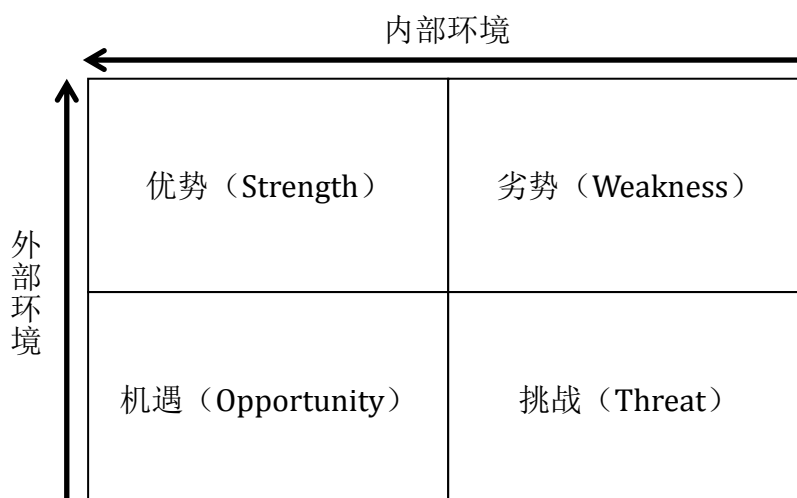 内部环境
外部环境
优势（Strength）
劣势（Weakness）
机遇（Opportunity）
挑战（Threat）